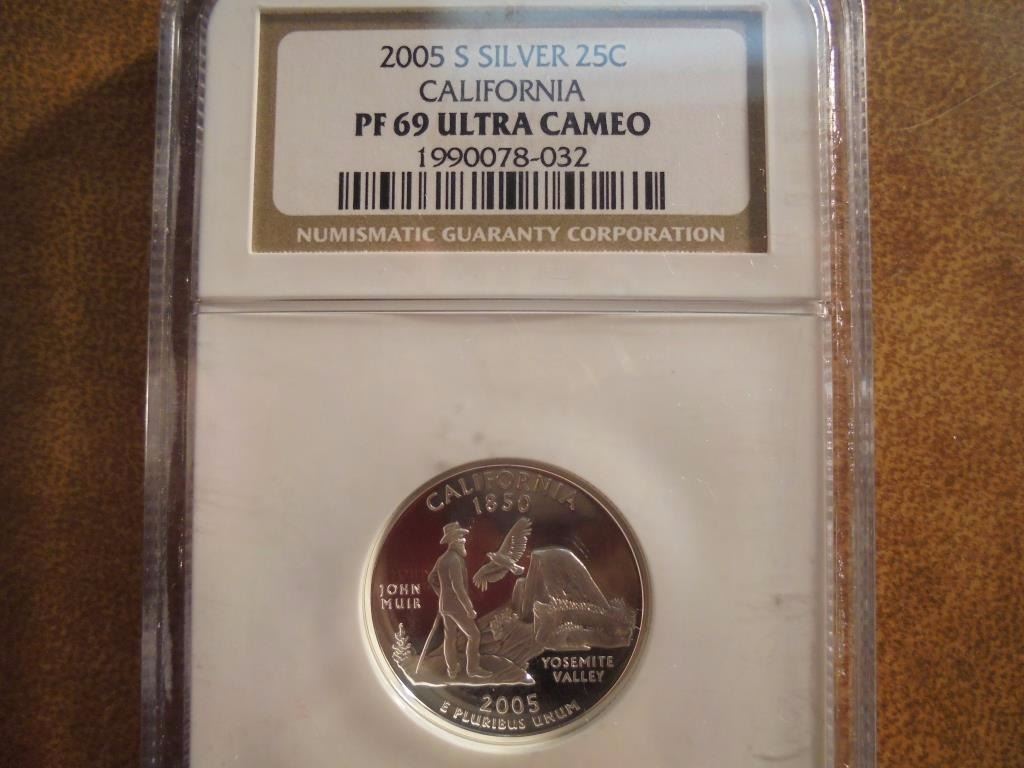 2005 S SILVER 25C
CALIFORNIA
PF 69 ULTRA CAMEO
1990078-032
NUMISMATIC GUARANTY CORPORATION
CALIFORNIA
1850
JOHN
MUIR
YOSEMITE
VALLEY
2005
E PLURIBUS UNUM